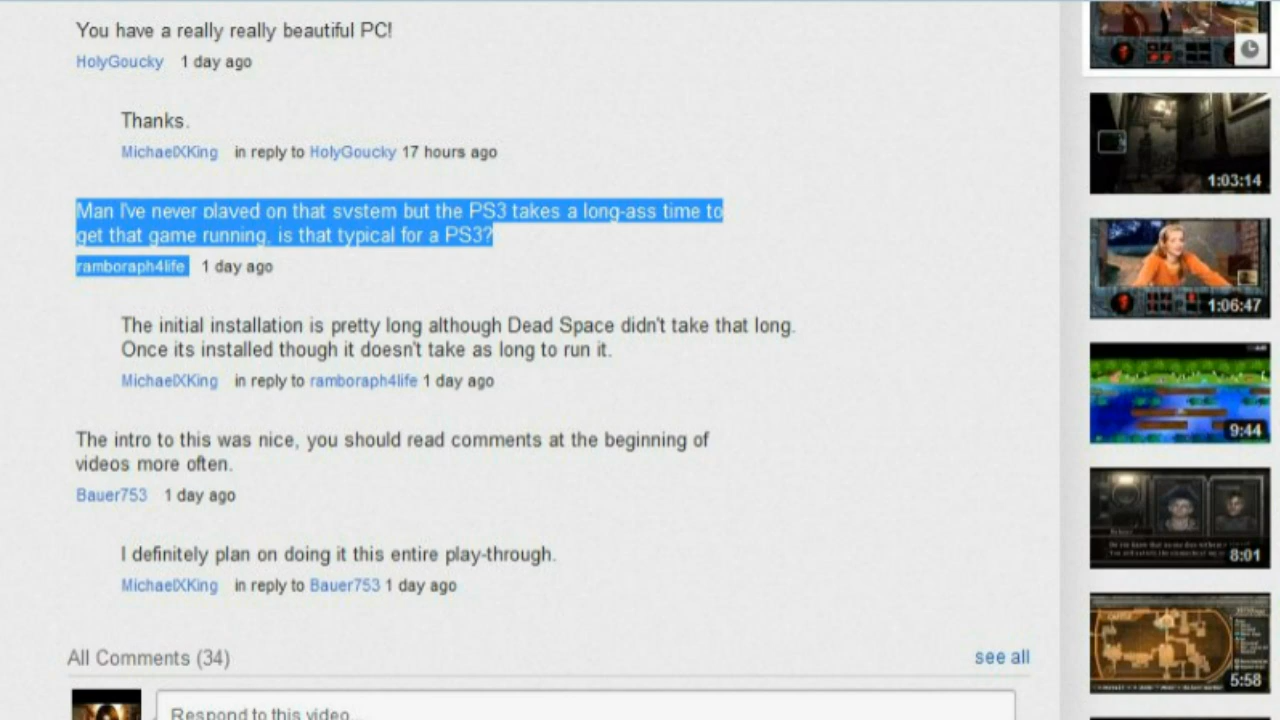 You have a really really beautiful PC!
HolyGoucky 1 day ago
Thanks.
MichaelXKing in reply to HolyGoucky 17 hours ago
Man I've never played on that system but the PS3 takes a long-ass time to
get that game running, is that typical for a PS3?
ramboraph4life 1 day ago
The initial installation is pretty long although Dead Space didn't take that long.
Once its installed though it doesn't take as long to run it.
MichaelXKing in reply to ramboraph4life 1 day ago
The intro to this was nice, you should read comments at the beginning of
videos more often.
Bauer753 1 day ago
I definitely plan on doing it this entire play-through.
MichaelXKing in reply to Bauer753 1 day ago
All Comments (34) see all
Respond to this video...
1:03:14
1:06:47
9:44
8:01
5:58